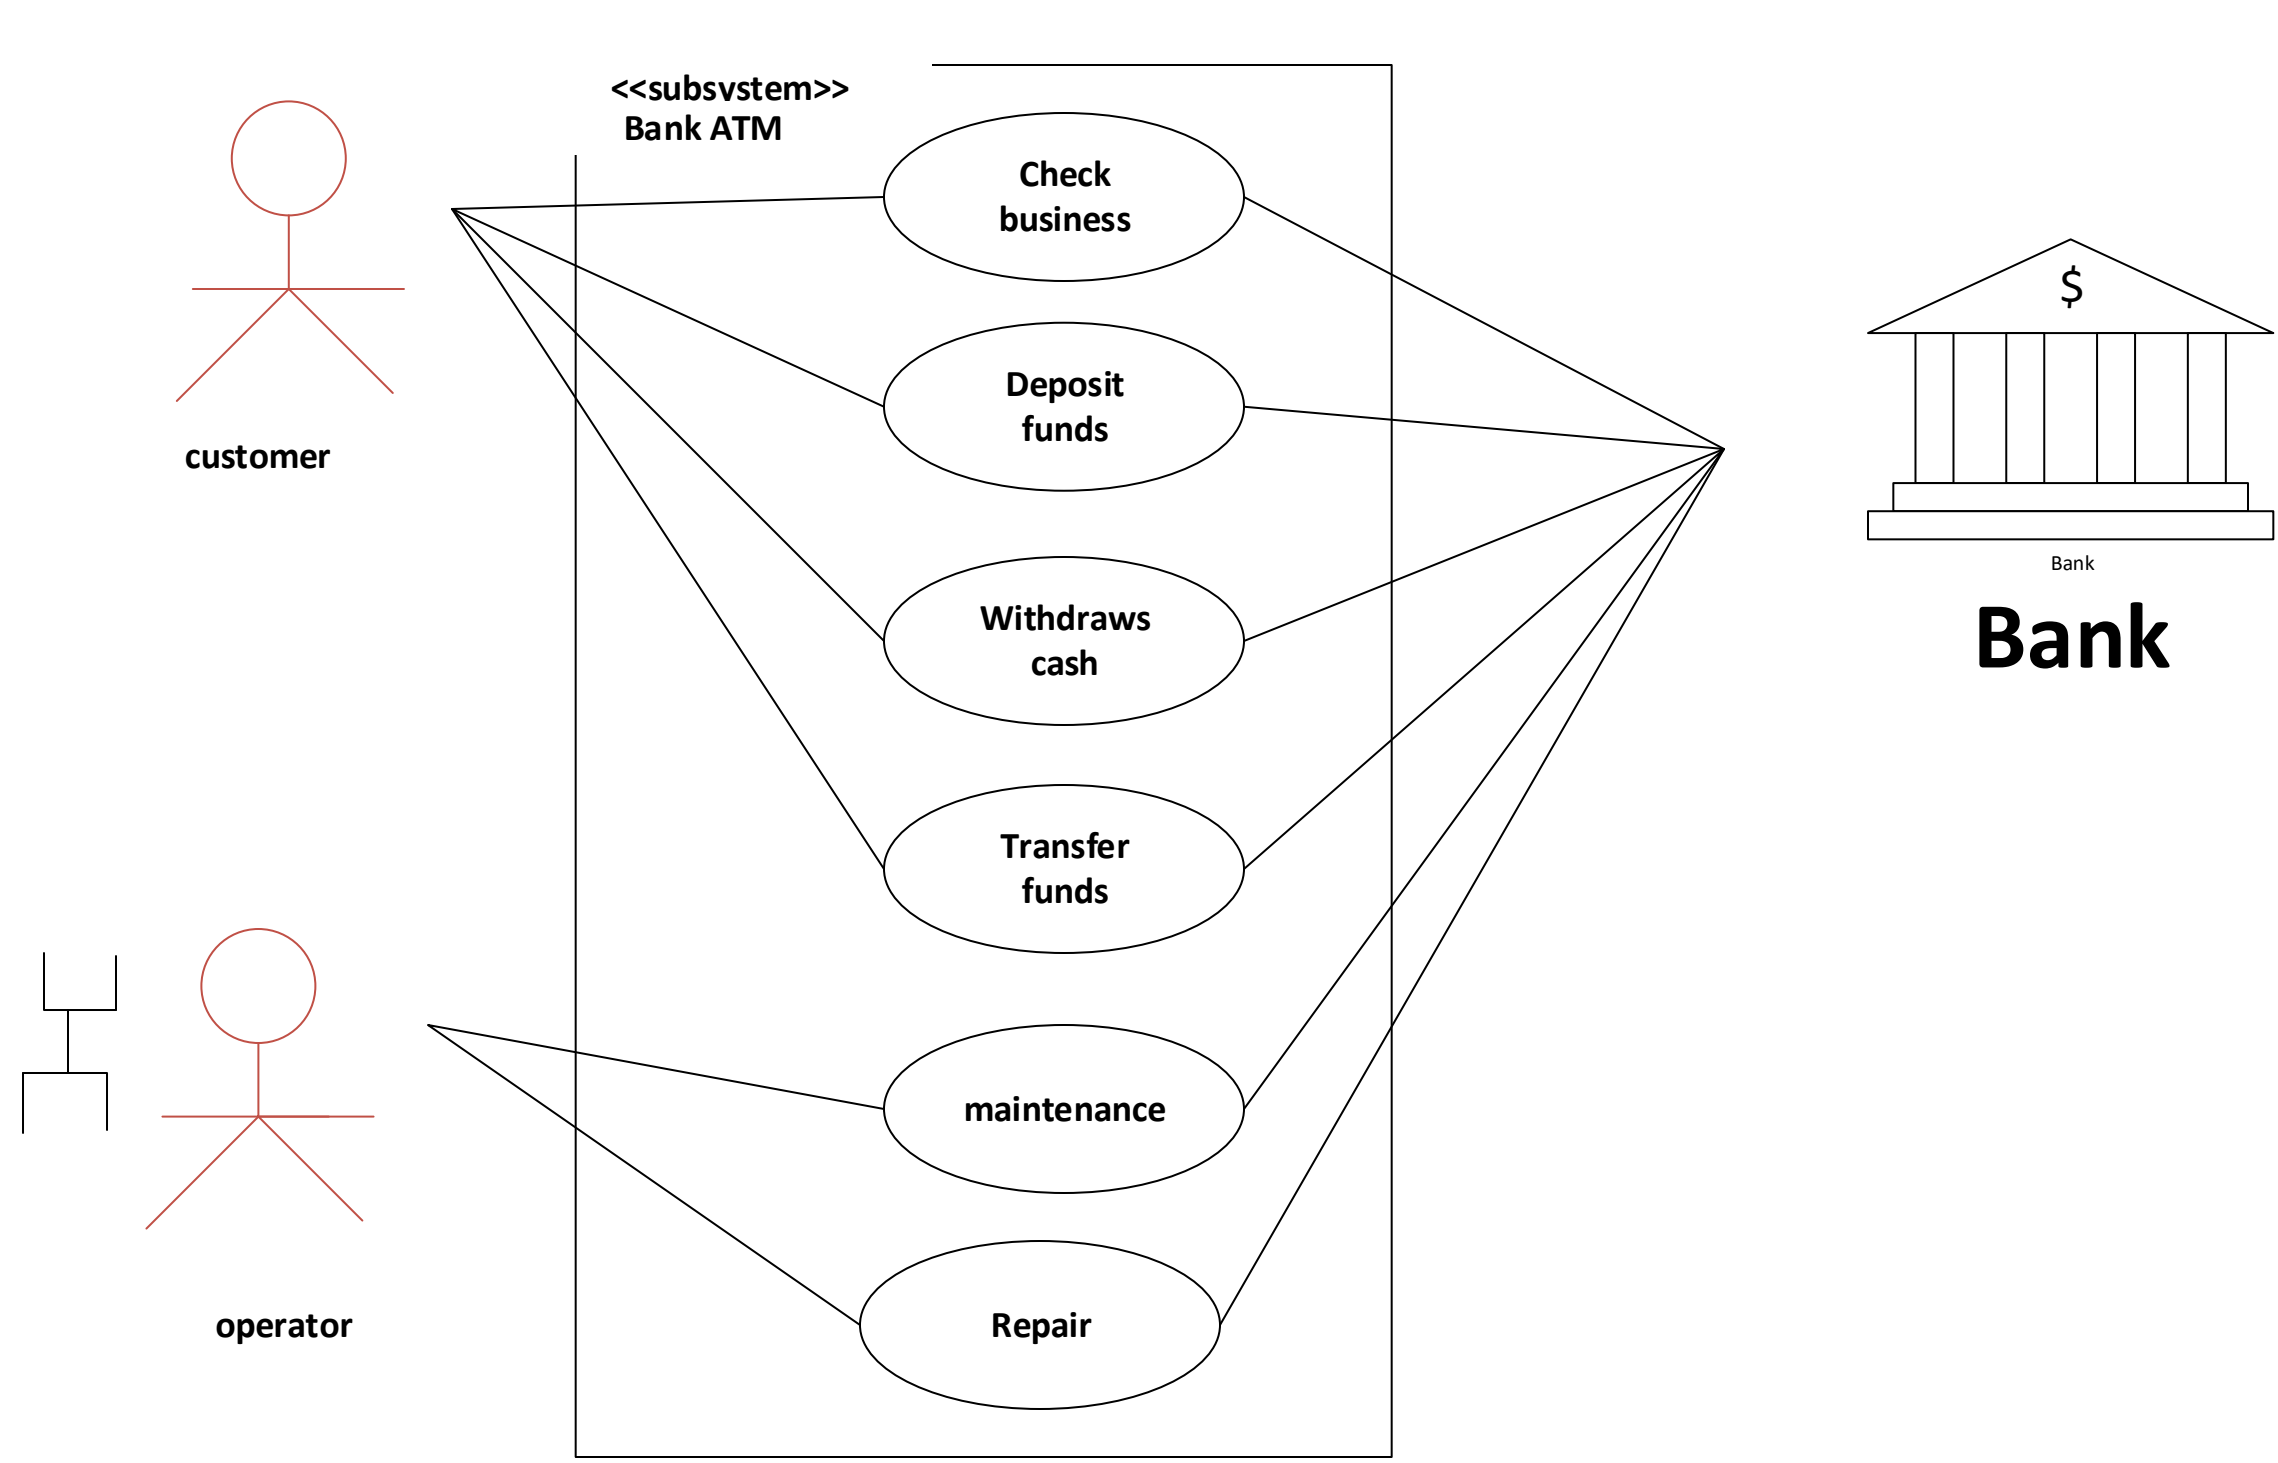 <<subsystem>>
Bank ATM
Check
business
Deposit
funds
Withdraws
cash
Transfer
funds
maintenance
Repair
customer
operator
$
Bank
Bank